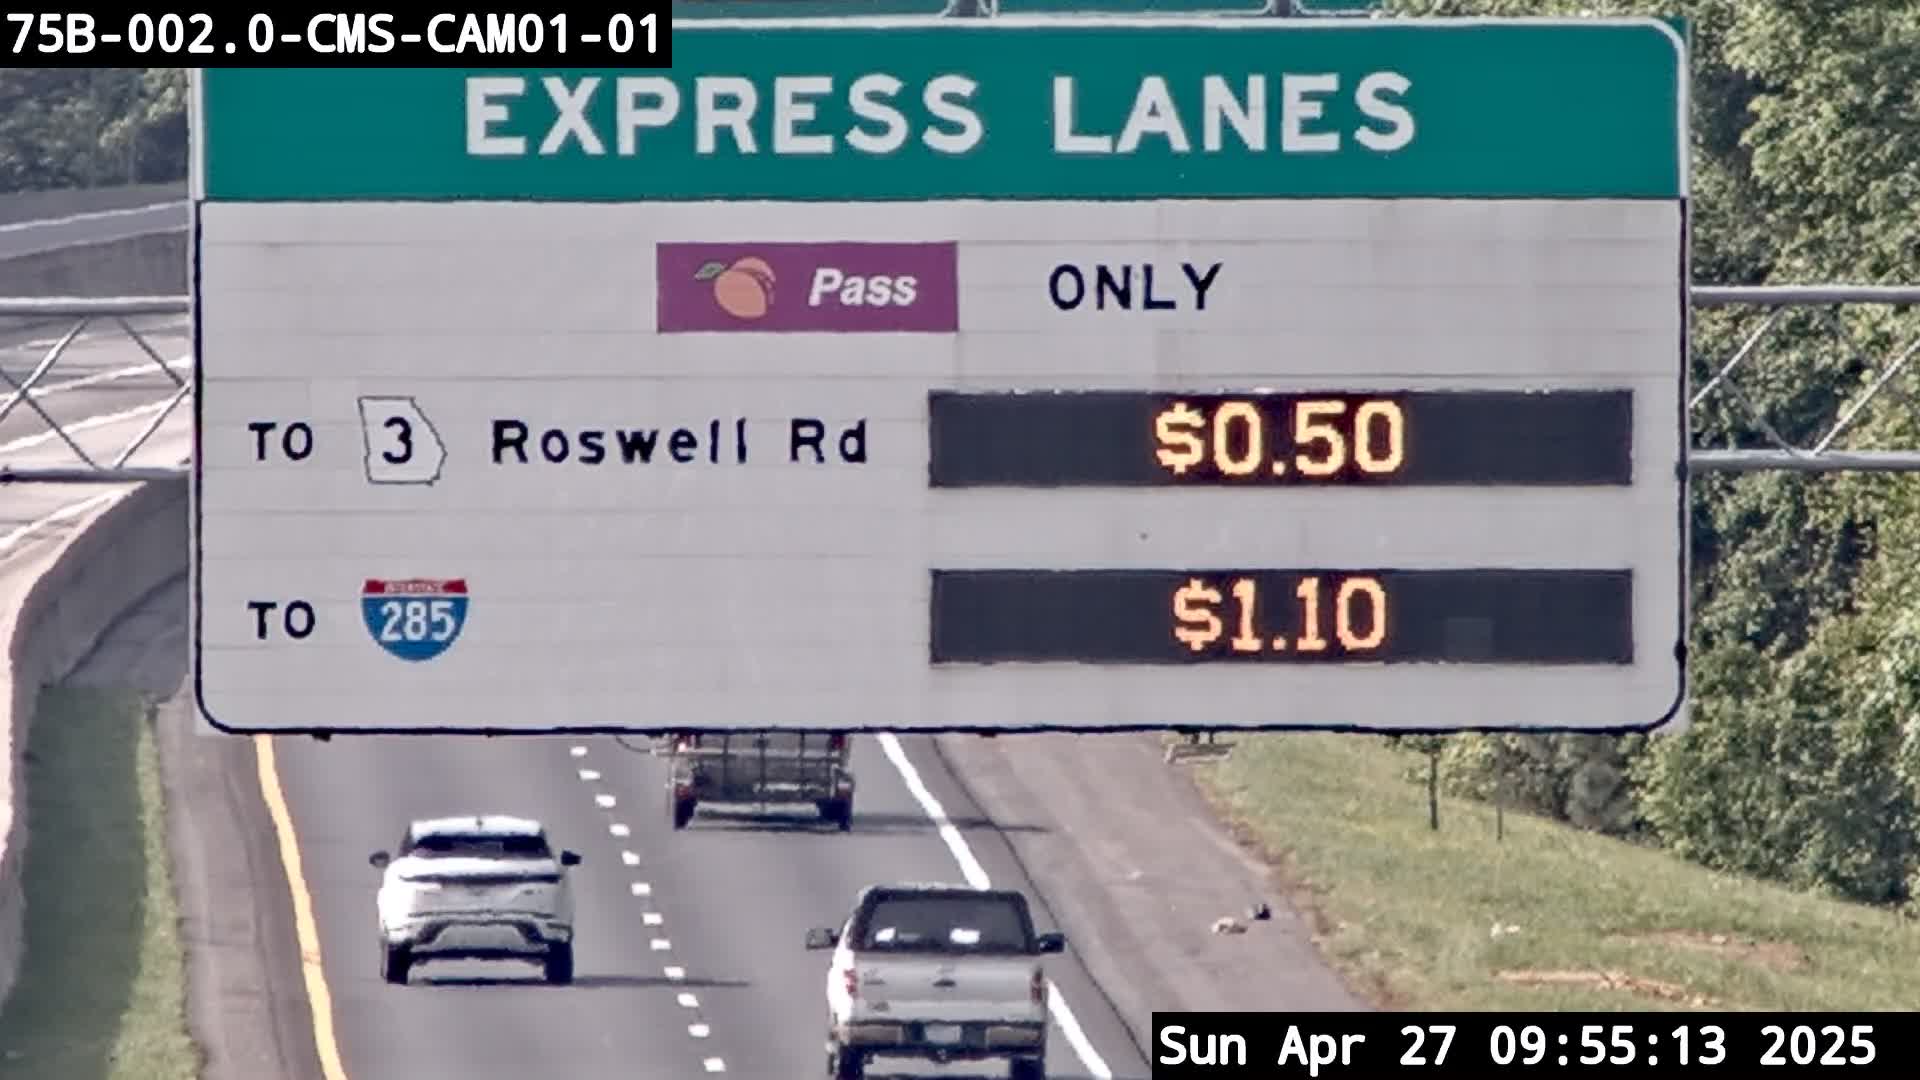 75B-002.0-CMS-CAM01-01
EXPRESS LANES
Pass ONLY
TO 3 Roswell Rd $0.50
TO 285 $1.10
Sun Apr 27 09:55:13 2025